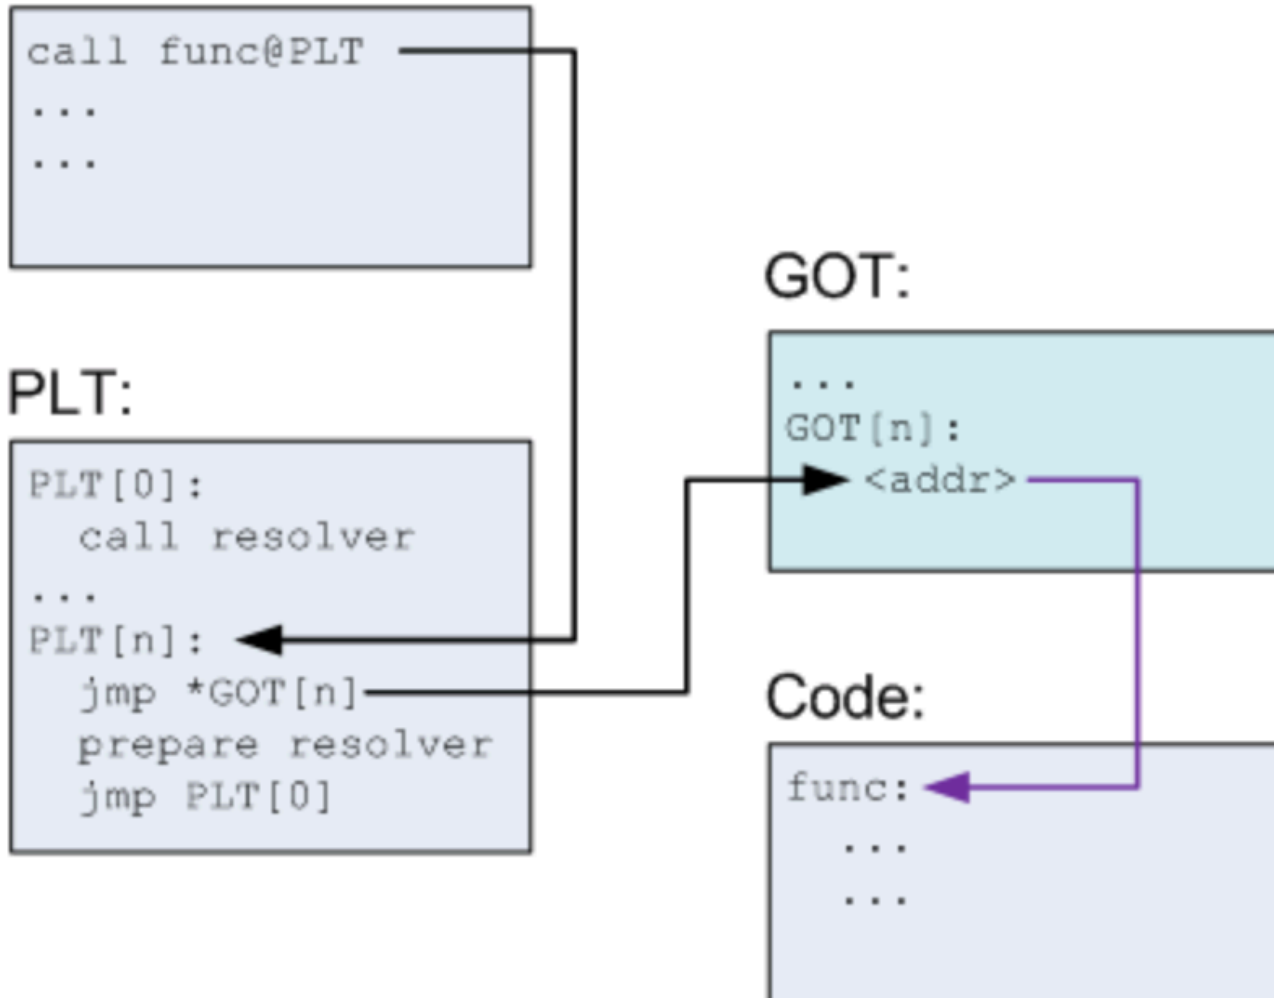 call func@PLT
...
...
PLT:
PLT[0]:
call resolver
...
PLT[n]:
jmp *GOT[n]
prepare resolver
jmp PLT[0]
GOT:
...
GOT[n]:
<addr>
Code:
func:
...
...